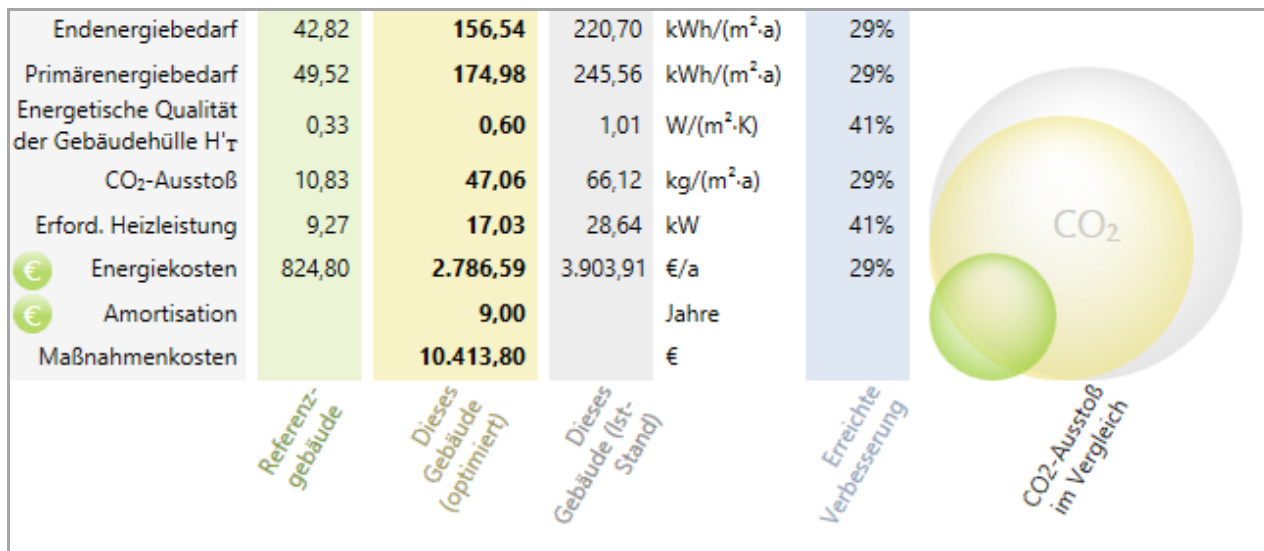 Endenergiebedarf 42,82 156,54 220,70 kWh/(m²·a) 29%
Primärenergiebedarf 49,52 174,98 245,56 kWh/(m²·a) 29%
Energetische Qualität
der Gebäudehülle H'T 0,33 0,60 1,01 W/(m²·K) 41%
CO₂-Ausstoß 10,83 47,06 66,12 kg/(m²·a) 29%
Erford. Heizleistung 9,27 17,03 28,64 kW 41%
€ Energiekosten 824,80 2.786,59 3.903,91 €/a 29%
€ Amortisation 9,00 Jahre
Maßnahmenkosten 10.413,80 €
CO₂
Referenz-
gebäude
Dieses
Gebäude
(optimiert)
Dieses
Gebäude (Ist-
Stand)
Erreichte
Verbesserung
CO2-Ausstoß
im Vergleich